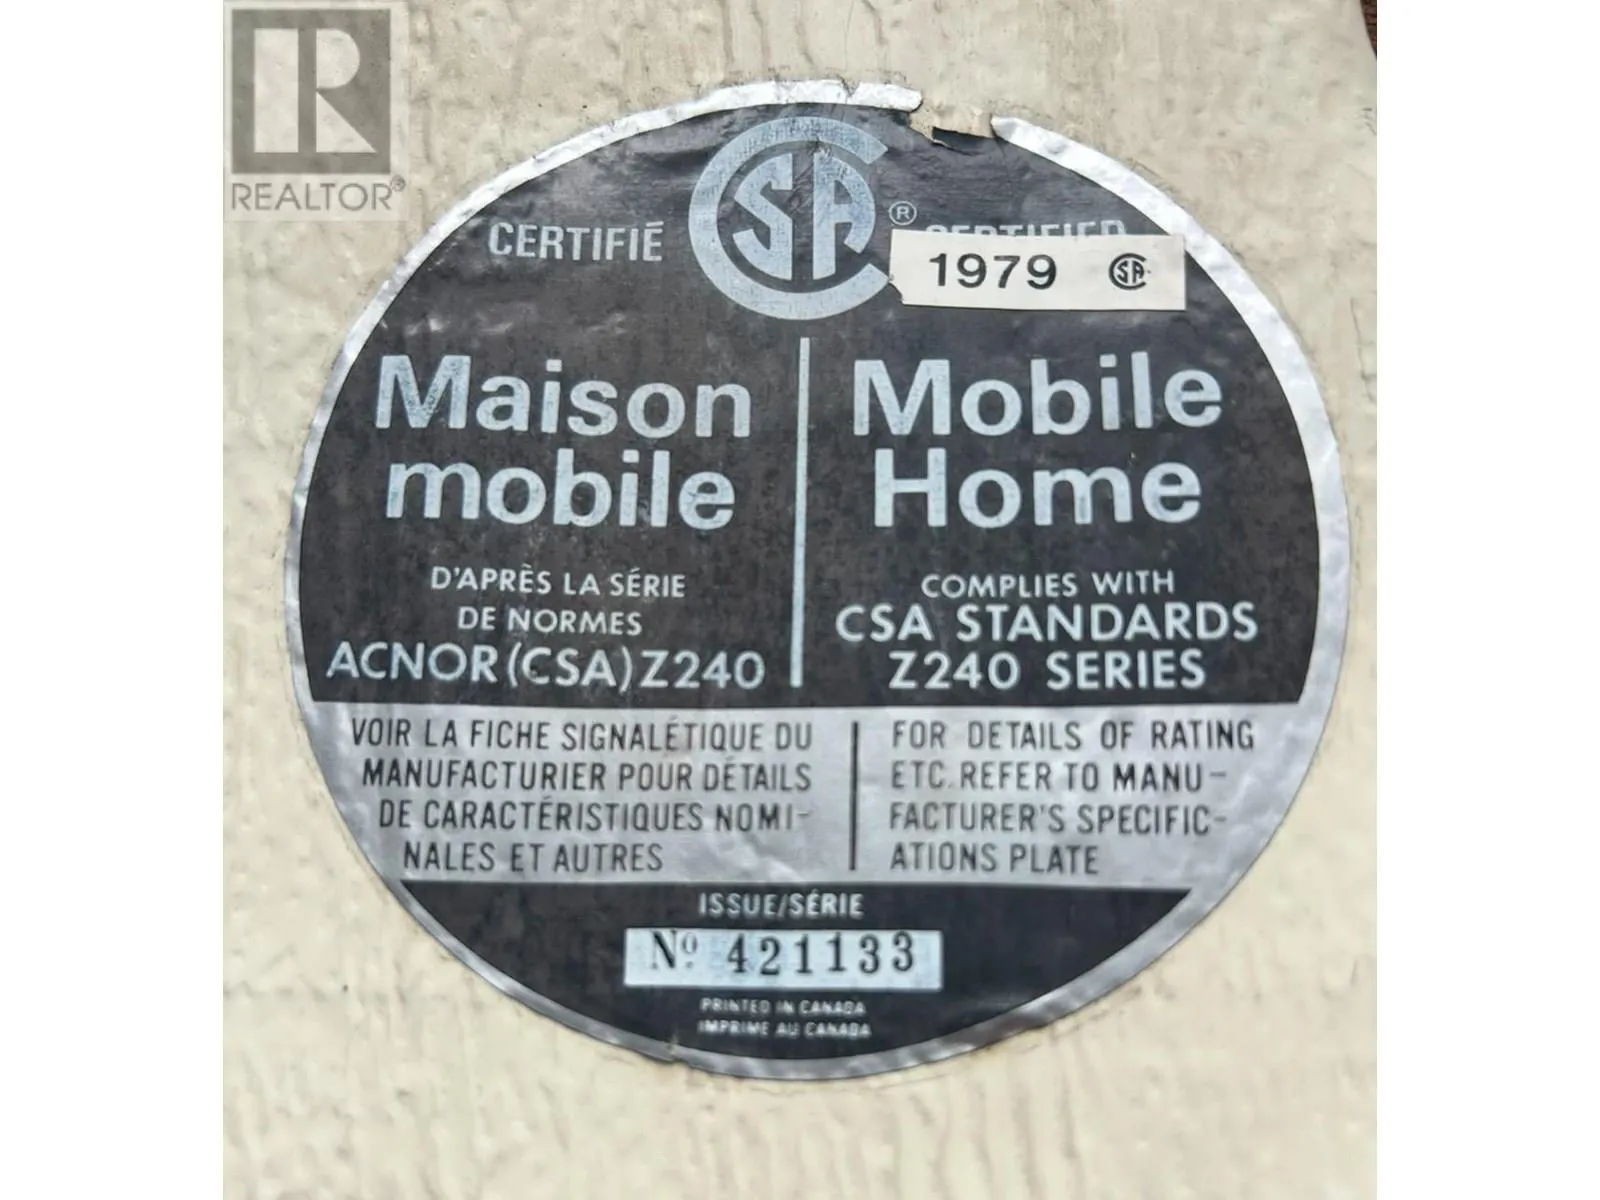 REALTOR®
CSA ®
CERTIFIÉ
CERTIFIED
1979 CSA
Maison
mobile
D'APRÈS LA SÉRIE
DE NORMES
ACNOR (CSA) Z240
Mobile
Home
COMPLIES WITH
CSA STANDARDS
Z240 SERIES
VOIR LA FICHE SIGNALÉTIQUE DU
MANUFACTURIER POUR DÉTAILS
DE CARACTÉRISTIQUES NOMI-
NALES ET AUTRES
FOR DETAILS OF RATING
ETC. REFER TO MANU-
FACTURER'S SPECIFIC-
ATIONS PLATE
ISSUE/SÉRIE
Nº 421133
PRINTED IN CANADA
IMPRIME AU CANADA